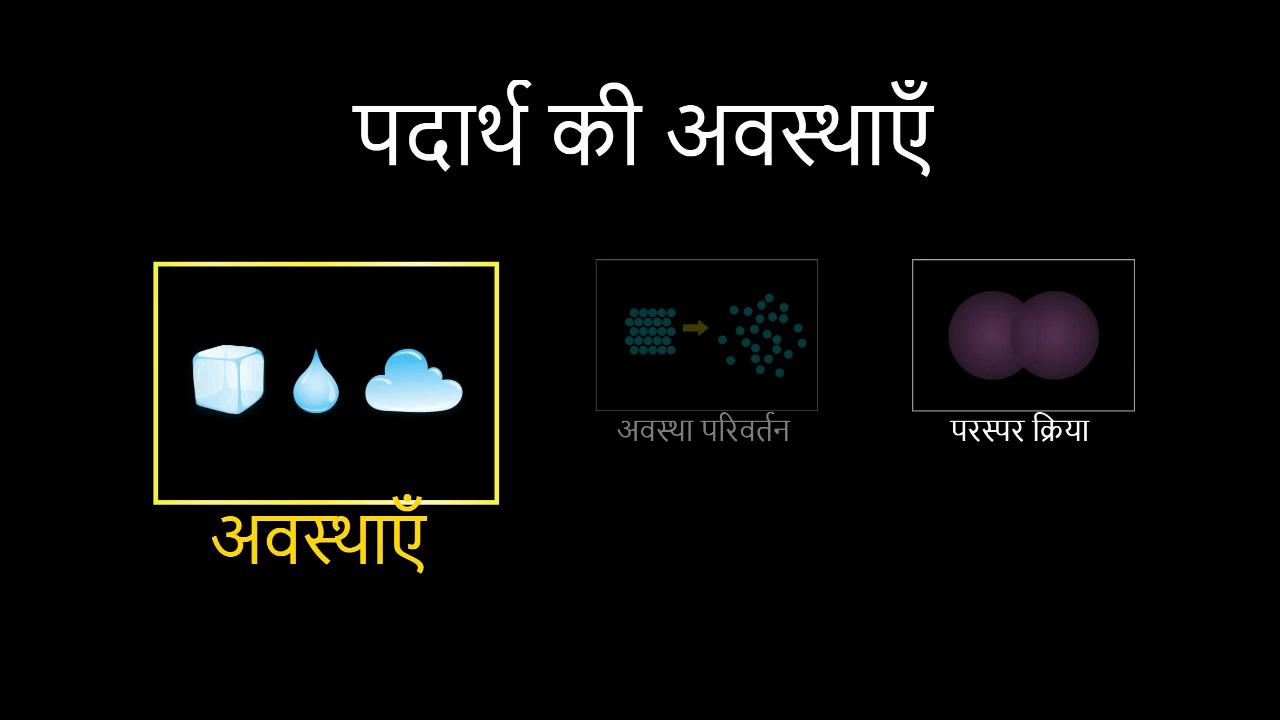 पदार्थ की अवस्थाएँ
अवस्थाएँ
अवस्था परिवर्तन
परस्पर क्रिया